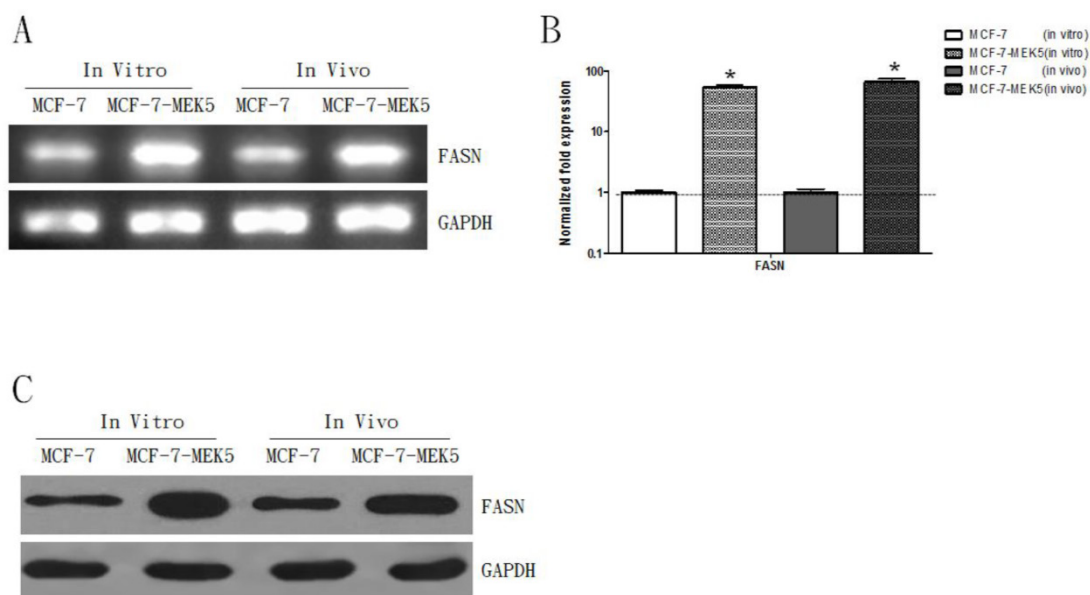 A
In Vitro In Vivo
MCF-7 MCF-7-MEK5 MCF-7 MCF-7-MEK5
FASN
GAPDH
B
MCF-7 (in vitro)
MCF-7-MEK5(in vitro)
MCF-7 (in vivo)
MCF-7-MEK5(in vivo)
Normalized fold expression
100
10
1
0.1
* *
FASN
C
In Vitro In Vivo
MCF-7 MCF-7-MEK5 MCF-7 MCF-7-MEK5
FASN
GAPDH